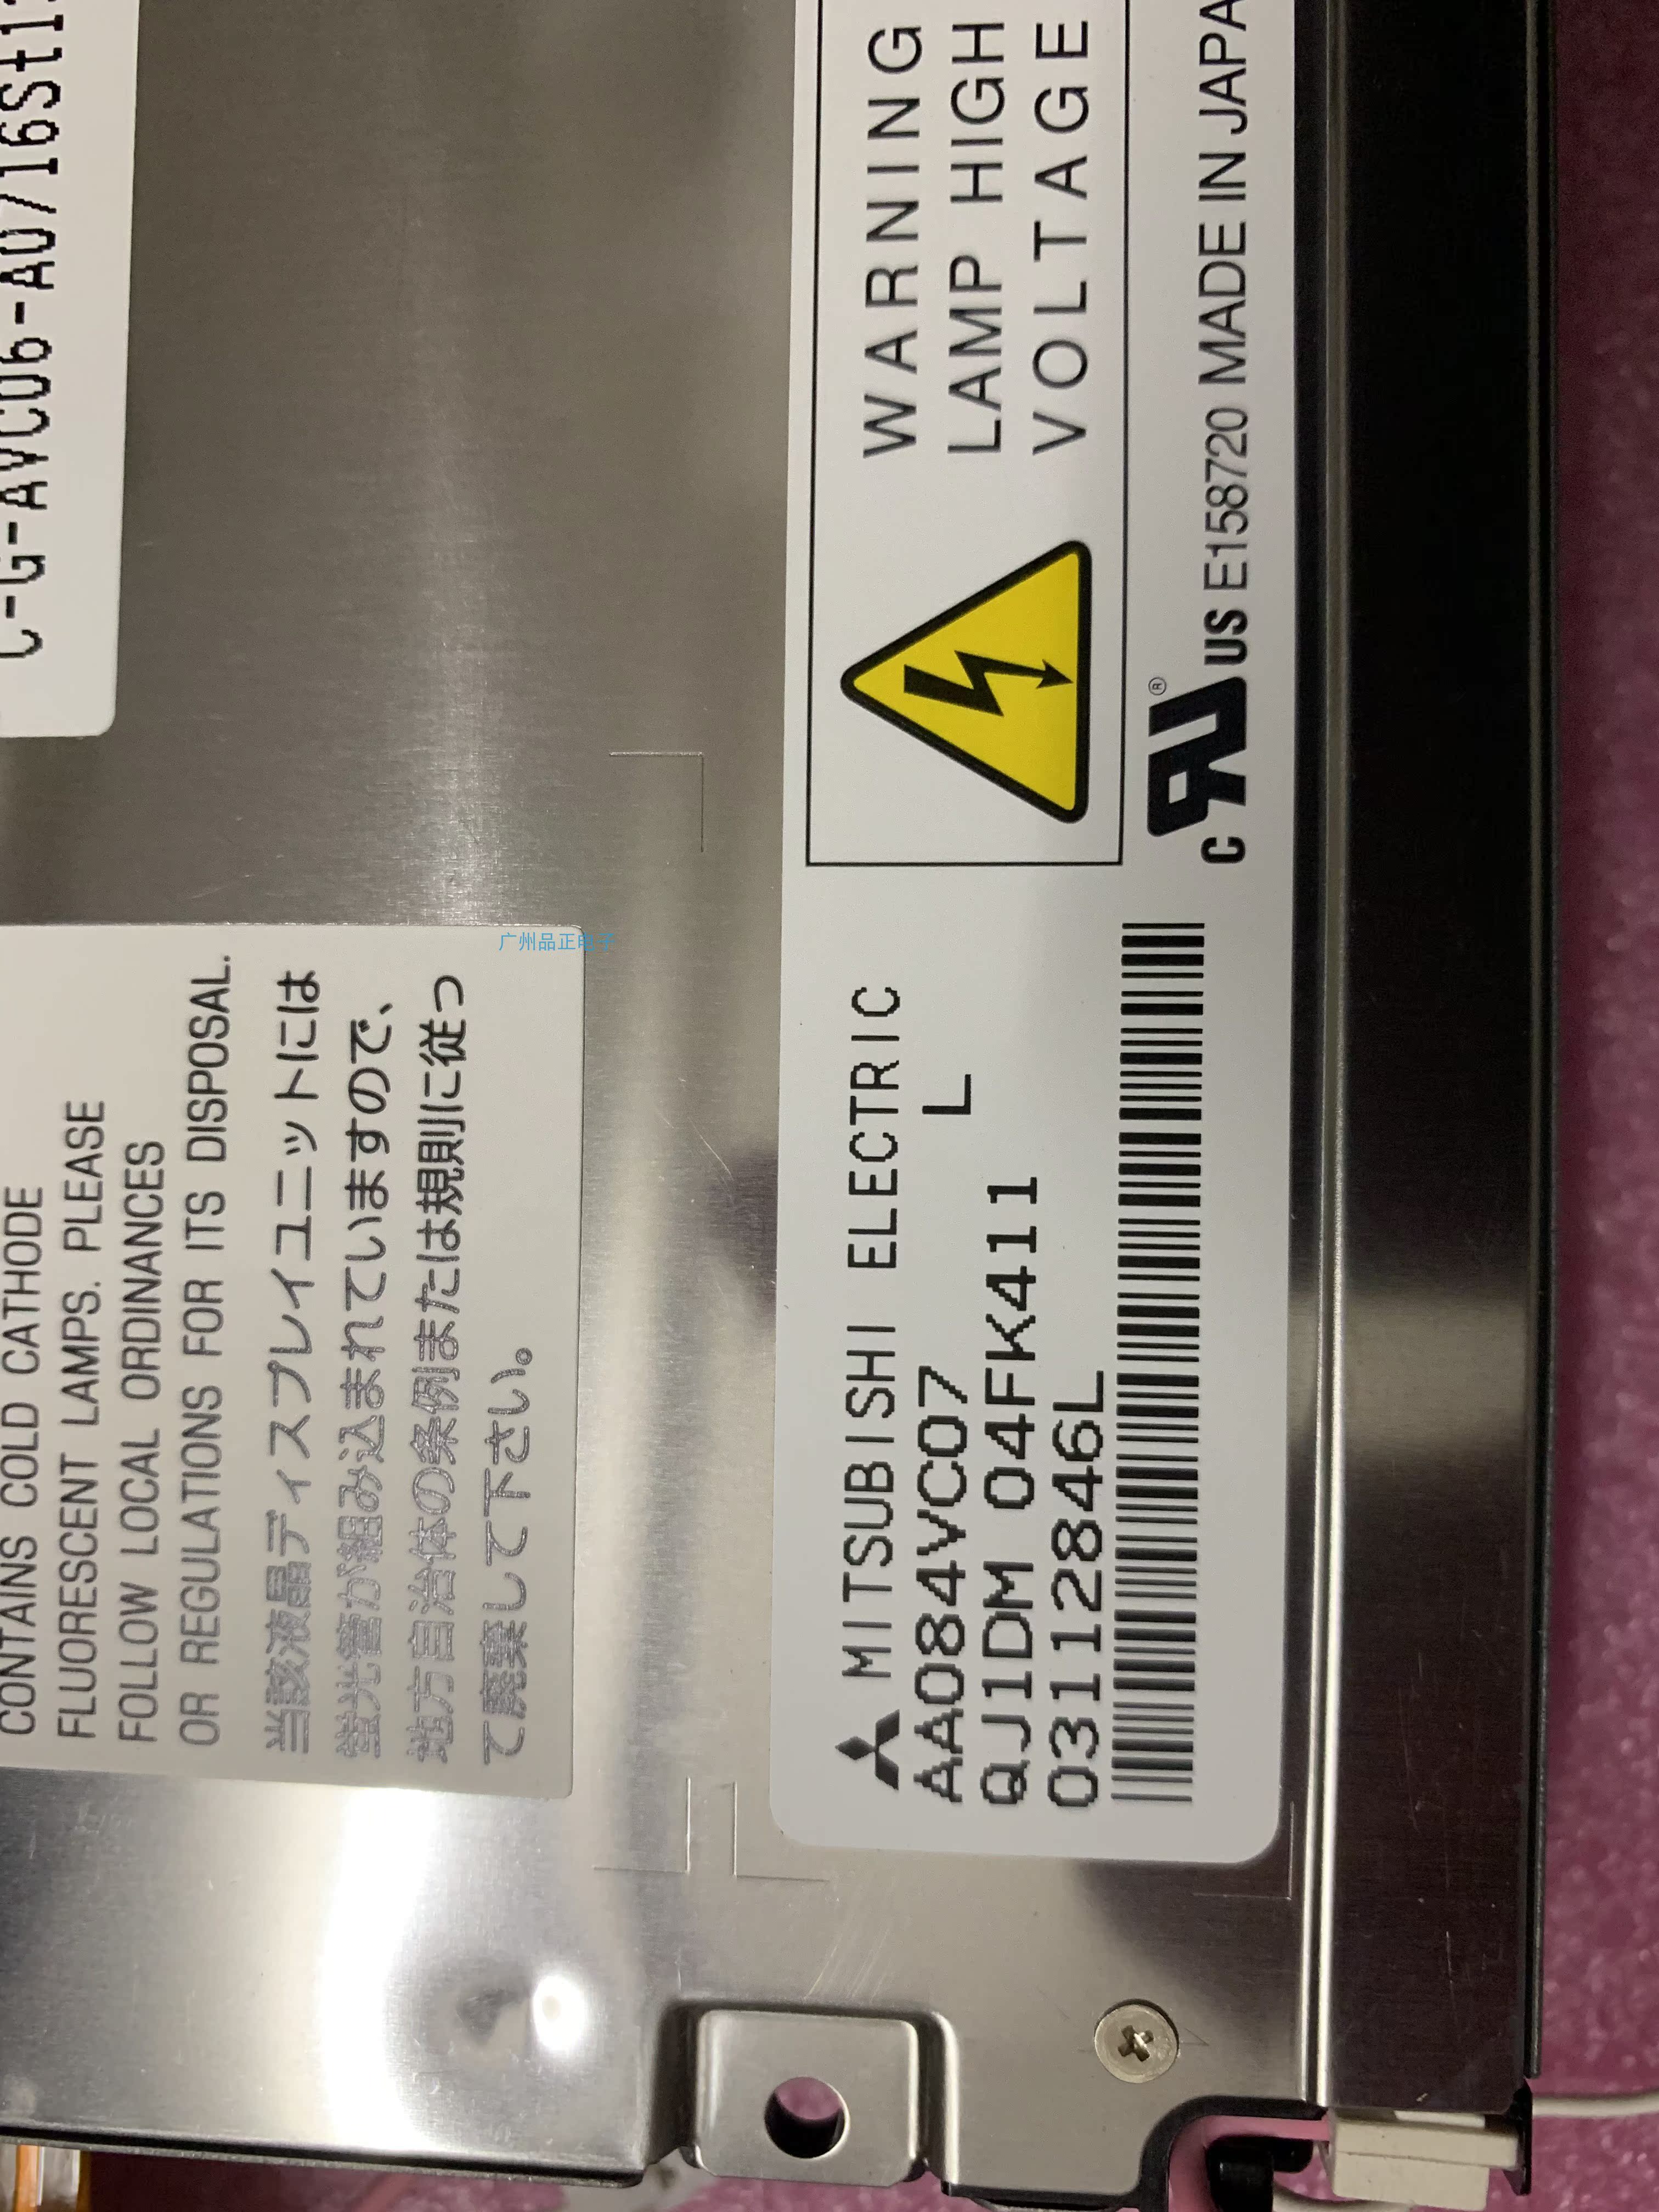 C-G-AVC06-A0716St1
CONTAINS COLD CATHODE
FLUORESCENT LAMPS. PLEASE
FOLLOW LOCAL ORDINANCES
OR REGULATIONS FOR ITS DISPOSAL.
当該液晶ディスプレイユニットには
蛍光管が組み込まれていますので、
地方自治体の条例または規則に従っ
て廃棄して下さい。
广州品正电子
MITSUBISHI ELECTRIC
AA084VC07 L
QJ1DM 04FK411
03112846L
WARNING
LAMP HIGH
VOLTAGE
c RU ® US E158720 MADE IN JAPA